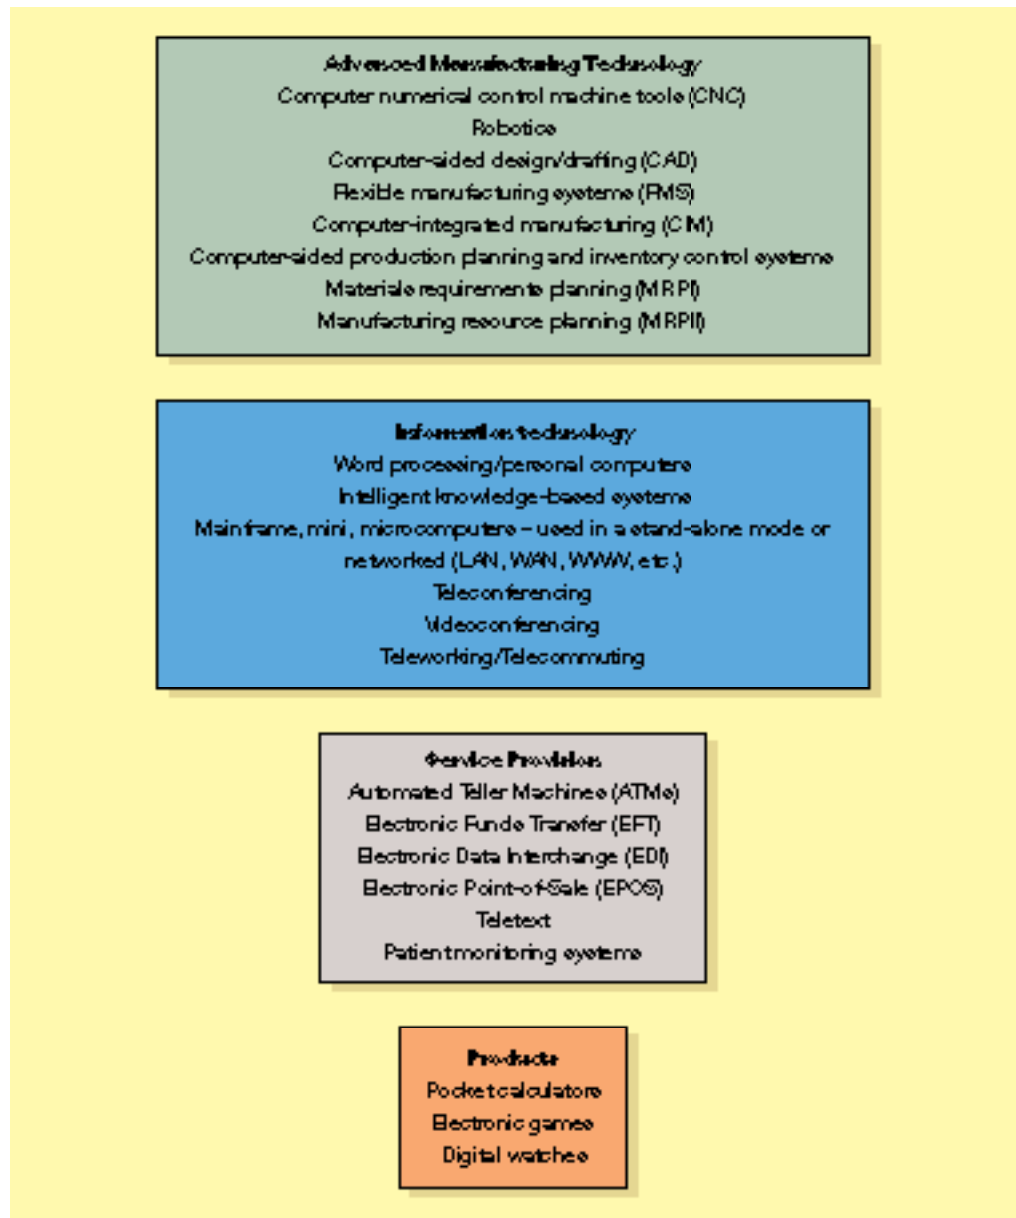 Advanced Manufacturing Technology
Computer numerical control machine tools (CNC)
Robotics
Computer-aided design/drafting (CAD)
Flexible manufacturing systems (FMS)
Computer-integrated manufacturing (CIM)
Computer-aided production planning and inventory control systems
Materials requirements planning (MRPI)
Manufacturing resource planning (MRPII)
Information technology
Word processing/personal computers
Intelligent knowledge-based systems
Mainframe, mini, microcomputers – used in a stand-alone mode or
networked (LAN, WAN, WWW, etc.)
Teleconferencing
Videoconferencing
Teleworking/Telecommuting
Service Provision
Automated Teller Machines (ATMs)
Electronic Funds Transfer (EFT)
Electronic Data Interchange (EDI)
Electronic Point-of-Sale (EPOS)
Teletext
Patient monitoring systems
Products
Pocket calculators
Electronic games
Digital watches